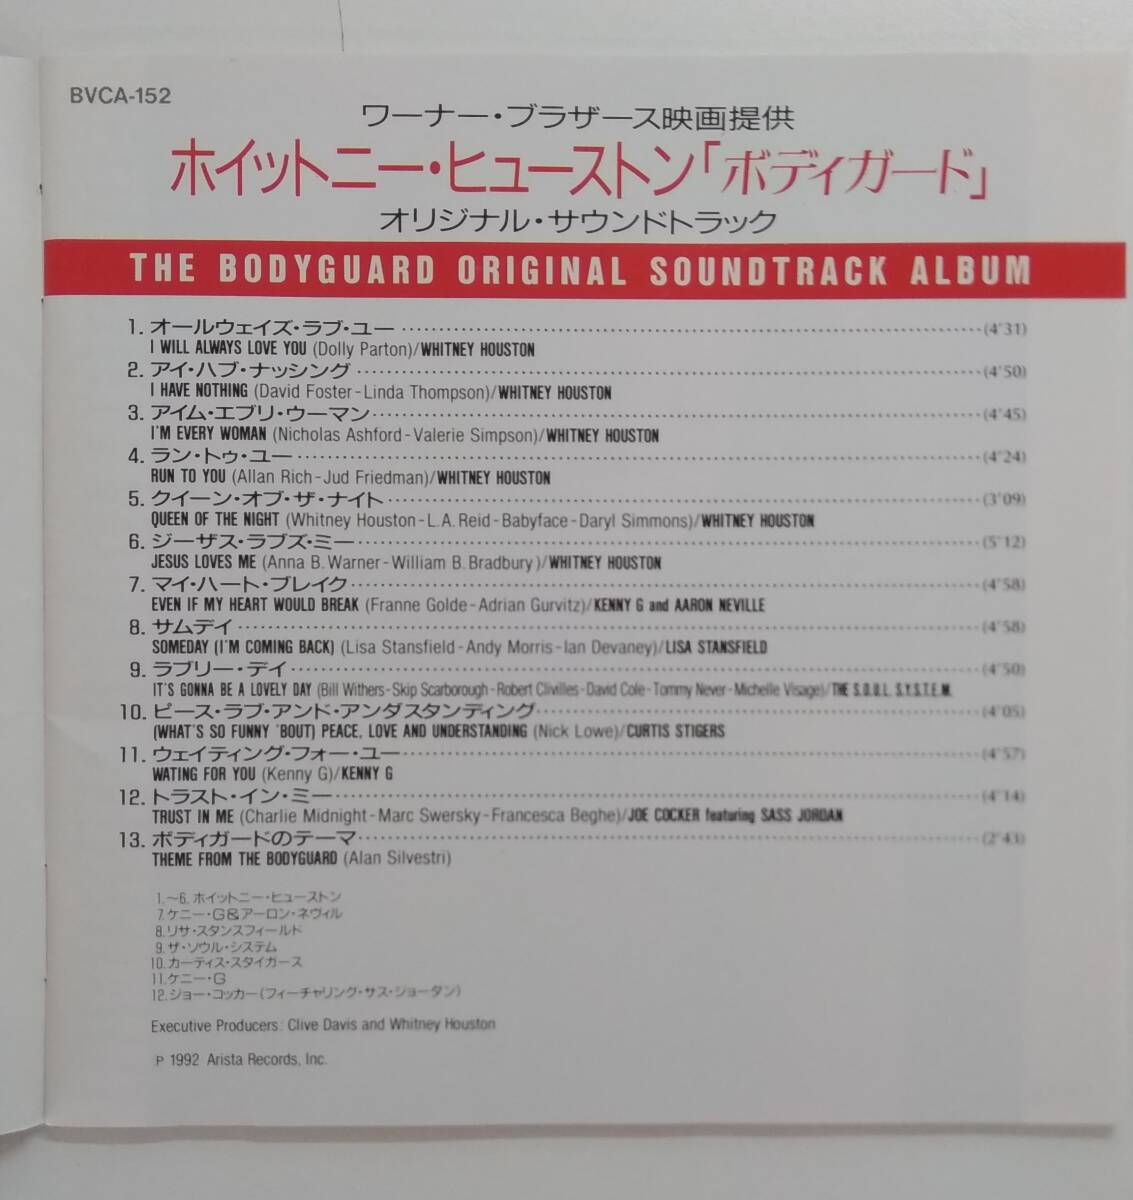 BVCA-152
ワーナー・ブラザース映画提供
ホイットニー・ヒューストン「ボディガード」
オリジナル・サウンドトラック
THE BODYGUARD ORIGINAL SOUNDTRACK ALBUM
1. オールウェイズ・ラブ・ユー ……(4'31)
I WILL ALWAYS LOVE YOU (Dolly Parton)/WHITNEY HOUSTON
2. アイ・ハブ・ナッシング ……(4'50)
I HAVE NOTHING (David Foster-Linda Thompson)/WHITNEY HOUSTON
3. アイム・エブリ・ウーマン ……(4'45)
I'M EVERY WOMAN (Nicholas Ashford-Valerie Simpson)/WHITNEY HOUSTON
4. ラン・トゥ・ユー ……(4'24)
RUN TO YOU (Allan Rich-Jud Friedman)/WHITNEY HOUSTON
5. クイーン・オブ・ザ・ナイト ……(3'09)
QUEEN OF THE NIGHT (Whitney Houston-L.A.Reid-Babyface-Daryl Simmons)/WHITNEY HOUSTON
6. ジーザス・ラブズ・ミー ……(5'12)
JESUS LOVES ME (Anna B.Warner-William B.Bradbury)/WHITNEY HOUSTON
7. マイ・ハート・ブレイク ……(4'58)
EVEN IF MY HEART WOULD BREAK (Franne Golde-Adrian Gurvitz)/KENNY G and AARON NEVILLE
8. サムデイ ……(4'58)
SOMEDAY (I'M COMING BACK) (Lisa Stansfield-Andy Morris-Ian Devaney)/LISA STANSFIELD
9. ラブリー・デイ ……(4'50)
IT'S GONNA BE A LOVELY DAY (Bill Withers-Skip Scarborough-Robert Clivilles-David Cole-Tommy Never-Michelle Visage)/THE S.O.U.L. S.Y.S.T.E.M.
10. ピース・ラブ・アンド・アンダスタンディング ……(4'05)
(WHAT'S SO FUNNY 'BOUT) PEACE, LOVE AND UNDERSTANDING (Nick Lowe)/CURTIS STIGERS
11. ウェイティング・フォー・ユー ……(4'57)
WATING FOR YOU (Kenny G)/KENNY G
12. トラスト・イン・ミー ……(4'14)
TRUST IN ME (Charlie Midnight-Marc Swersky-Francesca Beghe)/JOE COCKER featuring SASS JORDAN
13. ボディガードのテーマ ……(2'43)
THEME FROM THE BODYGUARD (Alan Silvestri)
1.～6. ホイットニー・ヒューストン
7.ケニー・G&アーロン・ネヴィル
8.リサ・スタンスフィールド
9.ザ・ソウル・システム
10.カーティス・スタイガース
11.ケニー・G
12.ジョー・コッカー(フィーチャリング・サス・ジョーダン)
Executive Producers: Clive Davis and Whitney Houston
P 1992 Arista Records, Inc.